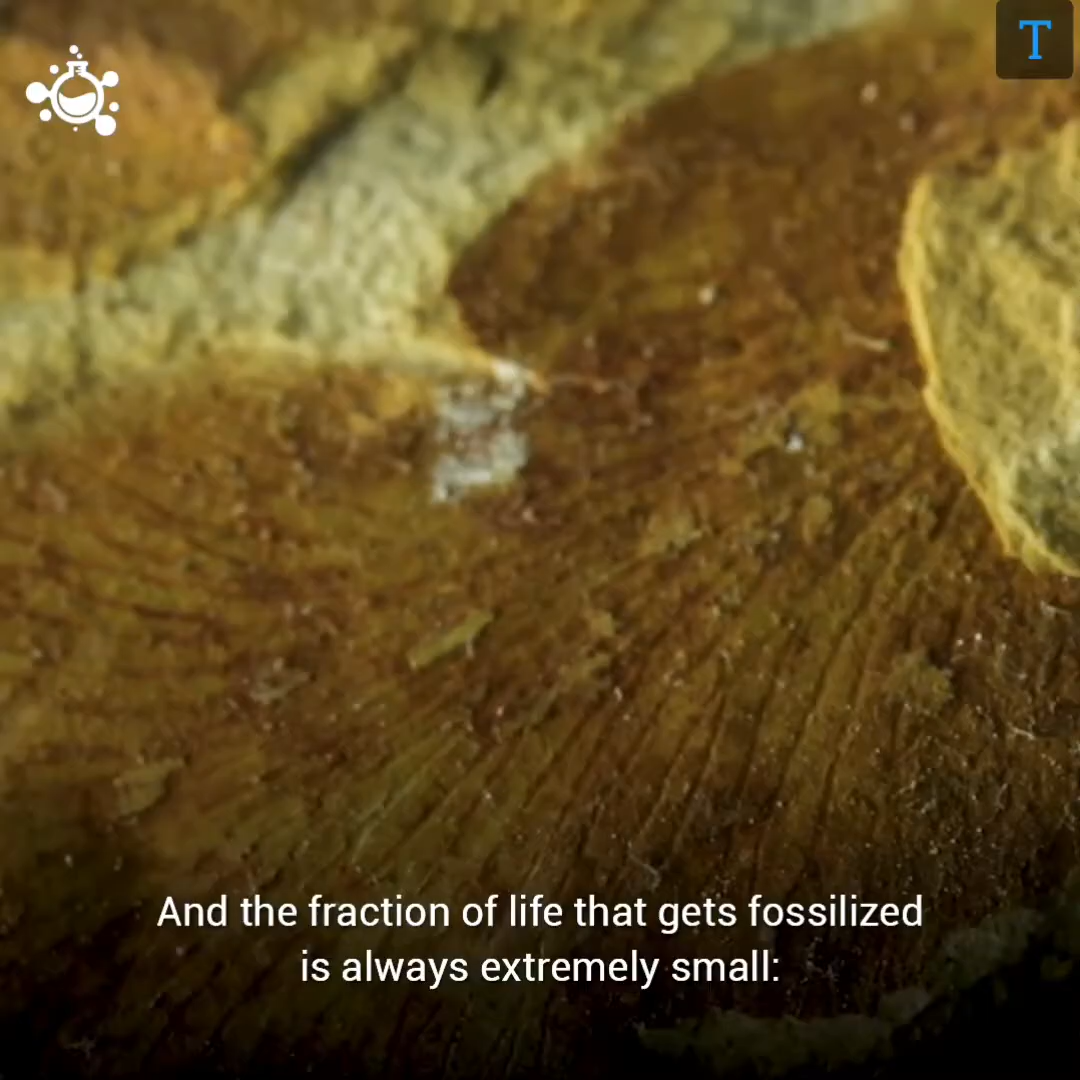 T
And the fraction of life that gets fossilized
is always extremely small: